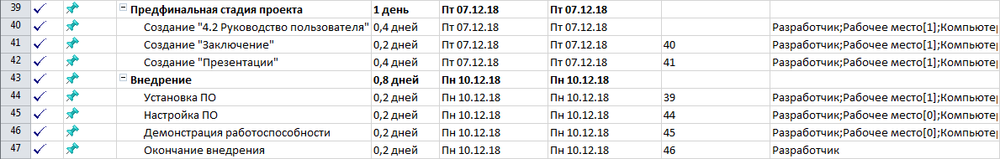 39 Предфинальная стадия проекта 1 день Пт 07.12.18 Пт 07.12.18
40 Создание "4.2 Руководство пользователя" 0,4 дней Пт 07.12.18 Пт 07.12.18 Разработчик;Рабочее место[1];Компьютер
41 Создание "Заключение" 0,2 дней Пт 07.12.18 Пт 07.12.18 40 Разработчик;Рабочее место[1];Компьютер
42 Создание "Презентации" 0,4 дней Пт 07.12.18 Пт 07.12.18 41 Разработчик;Рабочее место[1];Компьютер
43 Внедрение 0,8 дней Пн 10.12.18 Пн 10.12.18
44 Установка ПО 0,2 дней Пн 10.12.18 Пн 10.12.18 39 Разработчик;Рабочее место[1];Компьютер
45 Настройка ПО 0,2 дней Пн 10.12.18 Пн 10.12.18 44 Разработчик;Рабочее место[0];Компьютер
46 Демонстрация работоспособности 0,2 дней Пн 10.12.18 Пн 10.12.18 45 Разработчик;Рабочее место[0];Компьютер
47 Окончание внедрения 0,2 дней Пн 10.12.18 Пн 10.12.18 46 Разработчик